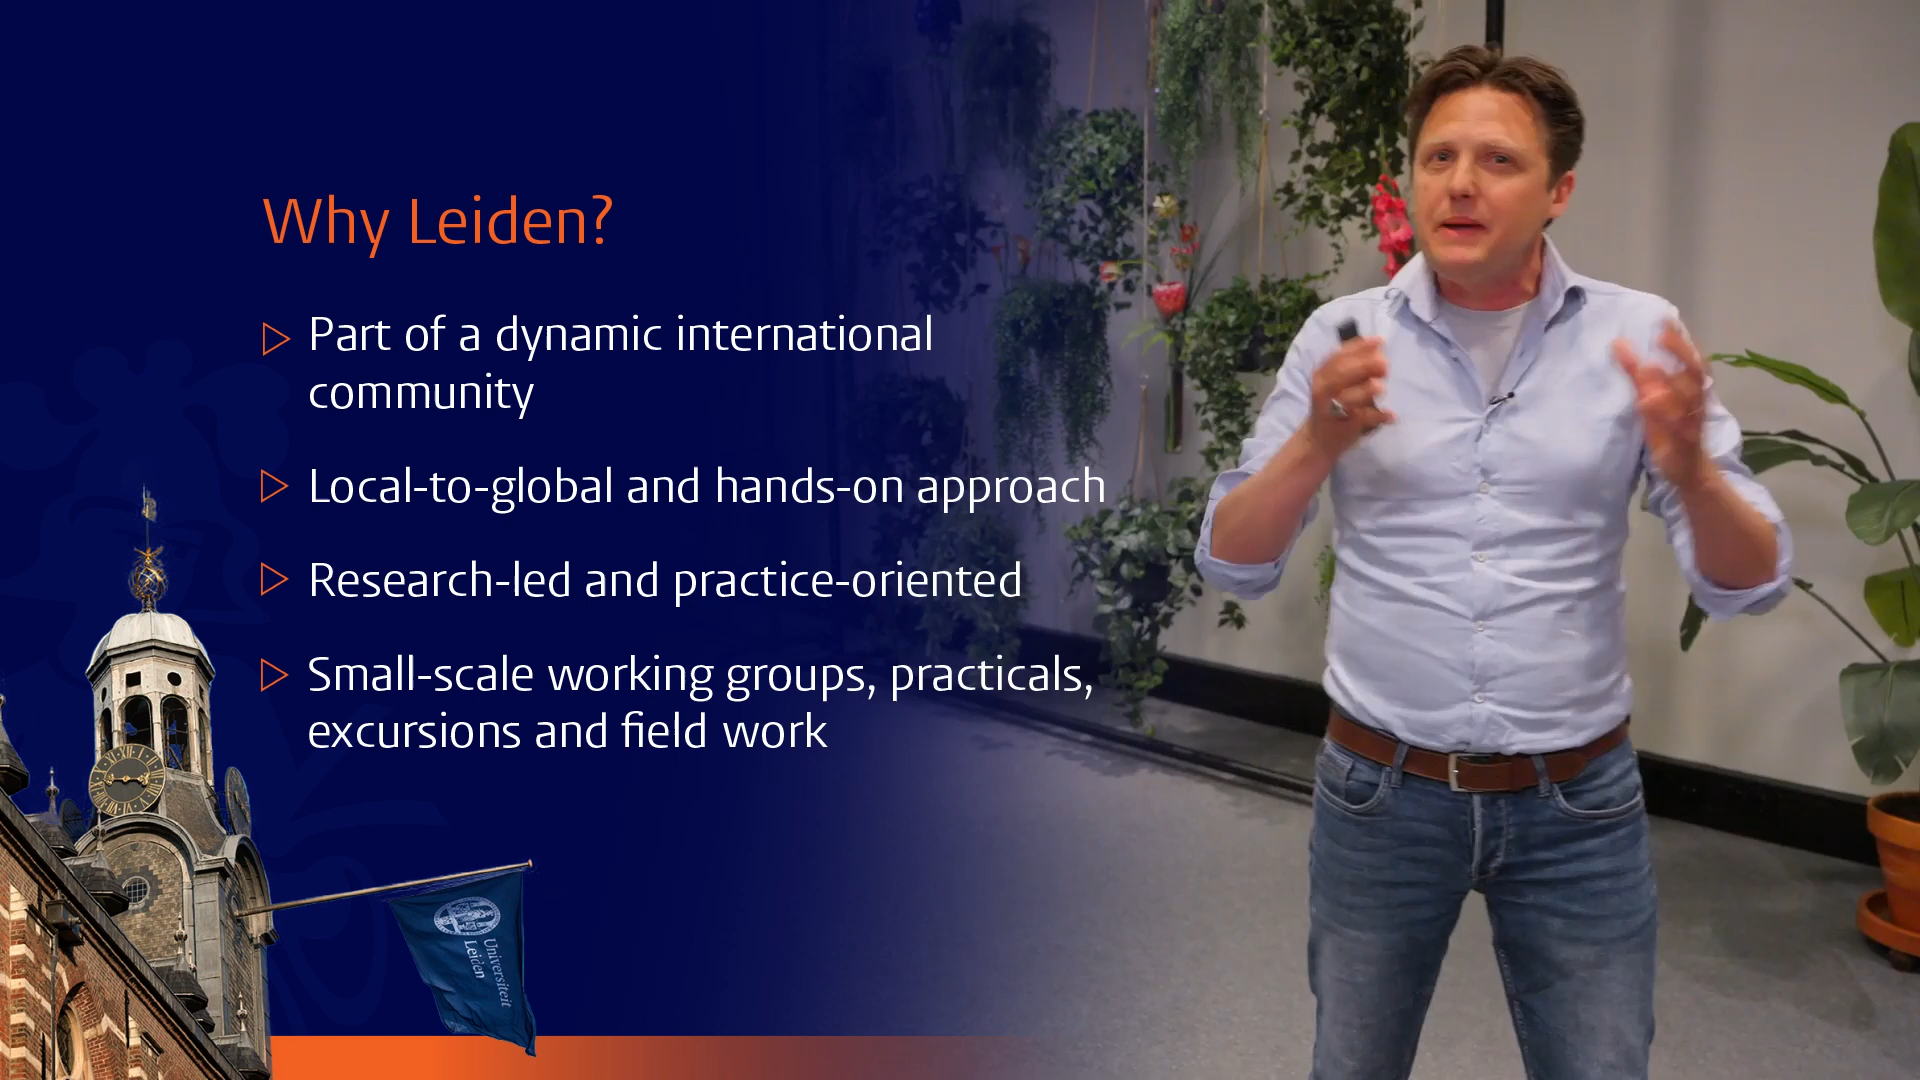 Why Leiden?
Part of a dynamic international
community
Local-to-global and hands-on approach
Research-led and practice-oriented
Small-scale working groups, practicals,
excursions and field work
Universiteit
Leiden